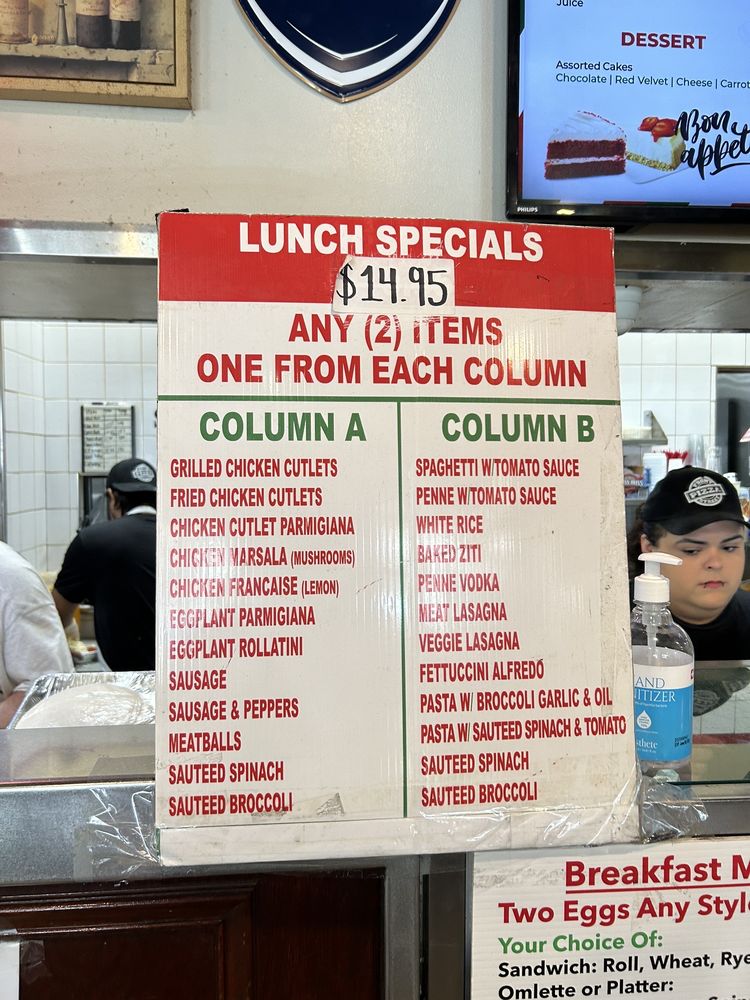 Juice
DESSERT
Assorted Cakes
Chocolate | Red Velvet | Cheese | Carrot
Bon
appet
PHILIPS
LUNCH SPECIALS
$14.95
ANY (2) ITEMS
ONE FROM EACH COLUMN
COLUMN A
GRILLED CHICKEN CUTLETS
FRIED CHICKEN CUTLETS
CHICKEN CUTLET PARMIGIANA
CHICKEN MARSALA (MUSHROOMS)
CHICKEN FRANCAISE (LEMON)
EGGPLANT PARMIGIANA
EGGPLANT ROLLATINI
SAUSAGE
SAUSAGE & PEPPERS
MEATBALLS
SAUTEED SPINACH
SAUTEED BROCCOLI
COLUMN B
SPAGHETTI W/TOMATO SAUCE
PENNE W/TOMATO SAUCE
WHITE RICE
BAKED ZITI
PENNE VODKA
MEAT LASAGNA
VEGGIE LASAGNA
FETTUCCINI ALFREDO
PASTA W/ BROCCOLI GARLIC & OIL
PASTA W/ SAUTEED SPINACH & TOMATO
SAUTEED SPINACH
SAUTEED BROCCOLI
PIZZA
AND
ITIZER
sthete
Breakfast M
Two Eggs Any Style
Your Choice Of:
Sandwich: Roll, Wheat, Rye
Omlette or Platter: